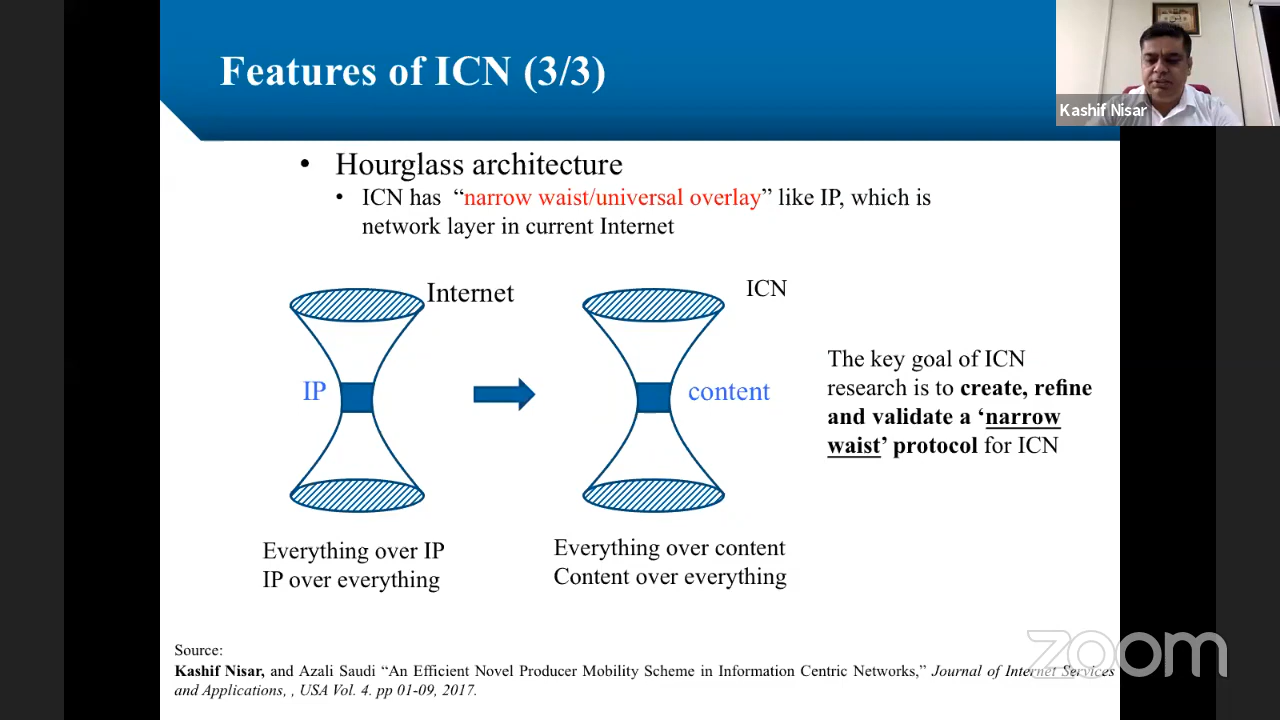 Features of ICN (3/3)
Kashif Nisar
• Hourglass architecture
• ICN has “narrow waist/universal overlay” like IP, which is
network layer in current Internet
Internet
ICN
IP
content
The key goal of ICN
research is to create, refine
and validate a ‘narrow
waist’ protocol for ICN
Everything over IP
IP over everything
Everything over content
Content over everything
Source:
Kashif Nisar, and Azali Saudi “An Efficient Novel Producer Mobility Scheme in Information Centric Networks,” Journal of Internet Services
and Applications, , USA Vol. 4. pp 01-09, 2017.
zoom